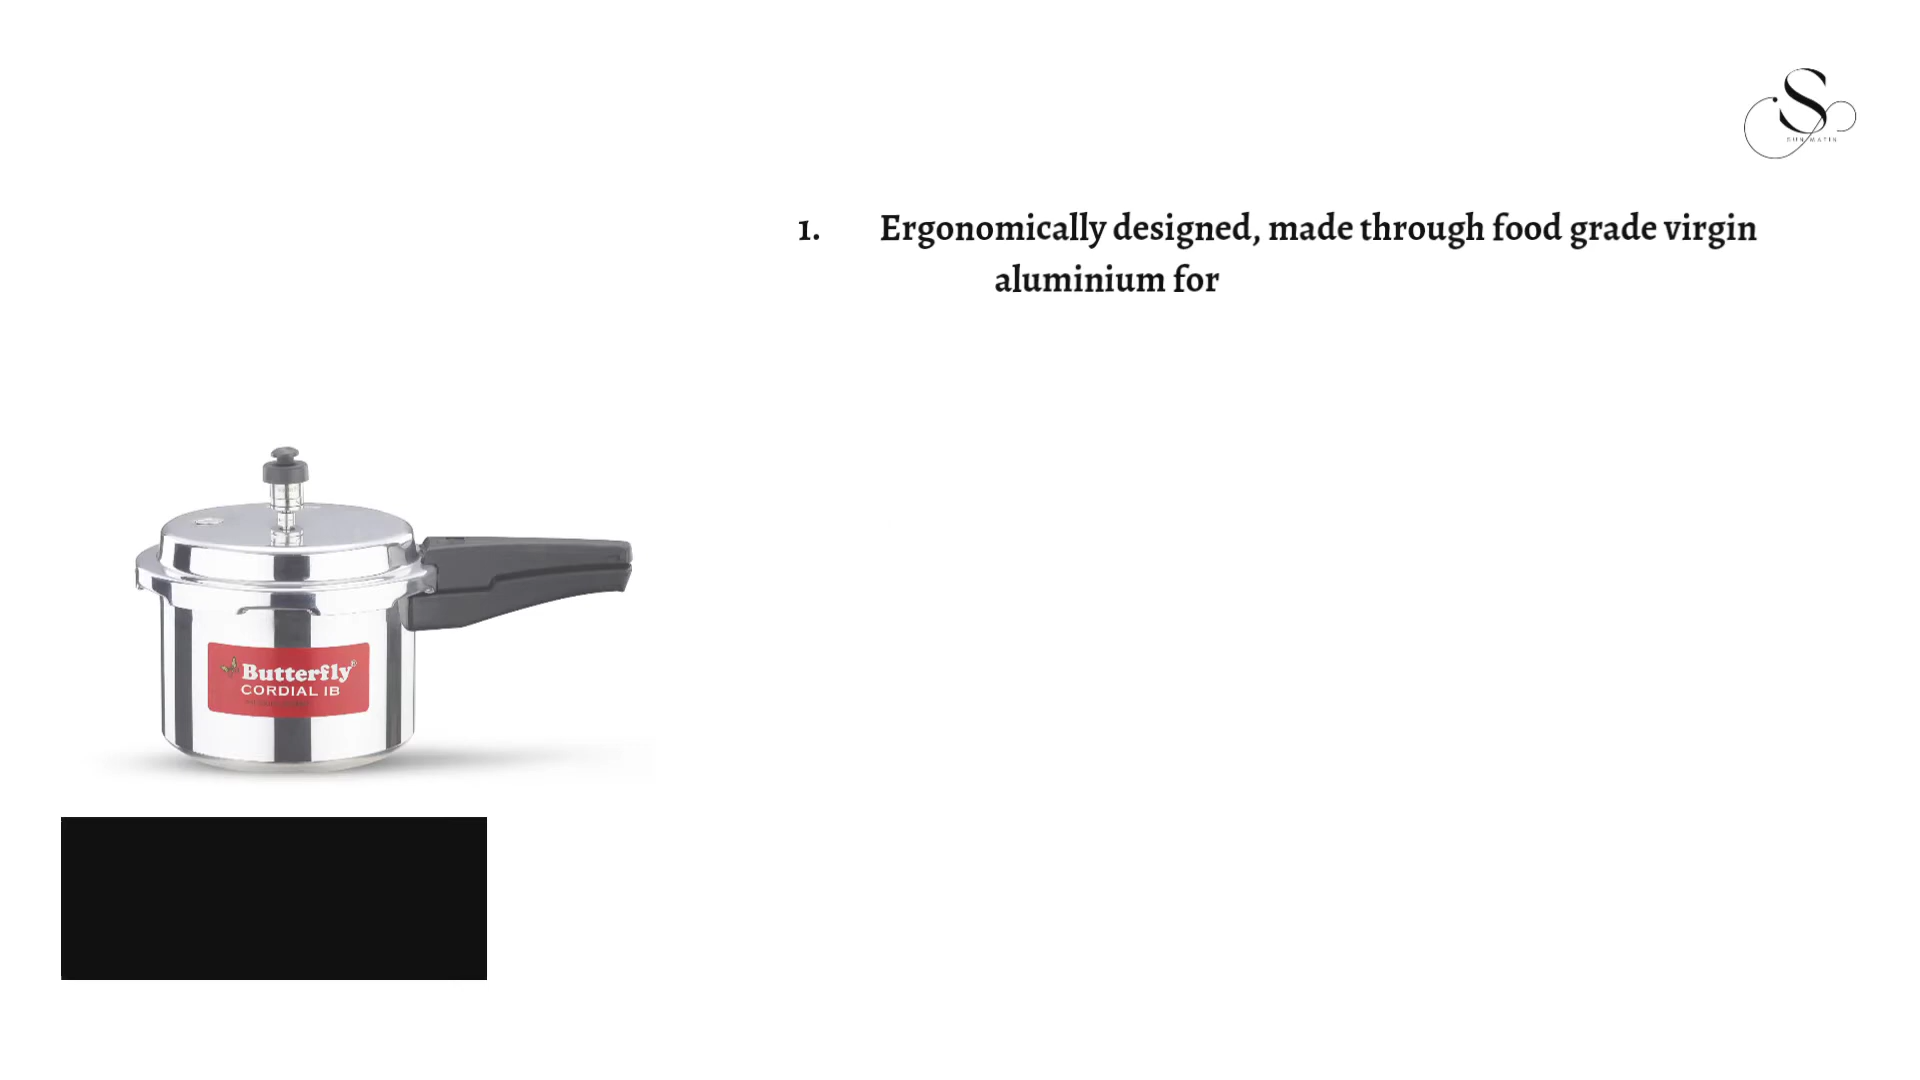 S
1. Ergonomically designed, made through food grade virgin
aluminium for
Butterfly®
CORDIAL IB